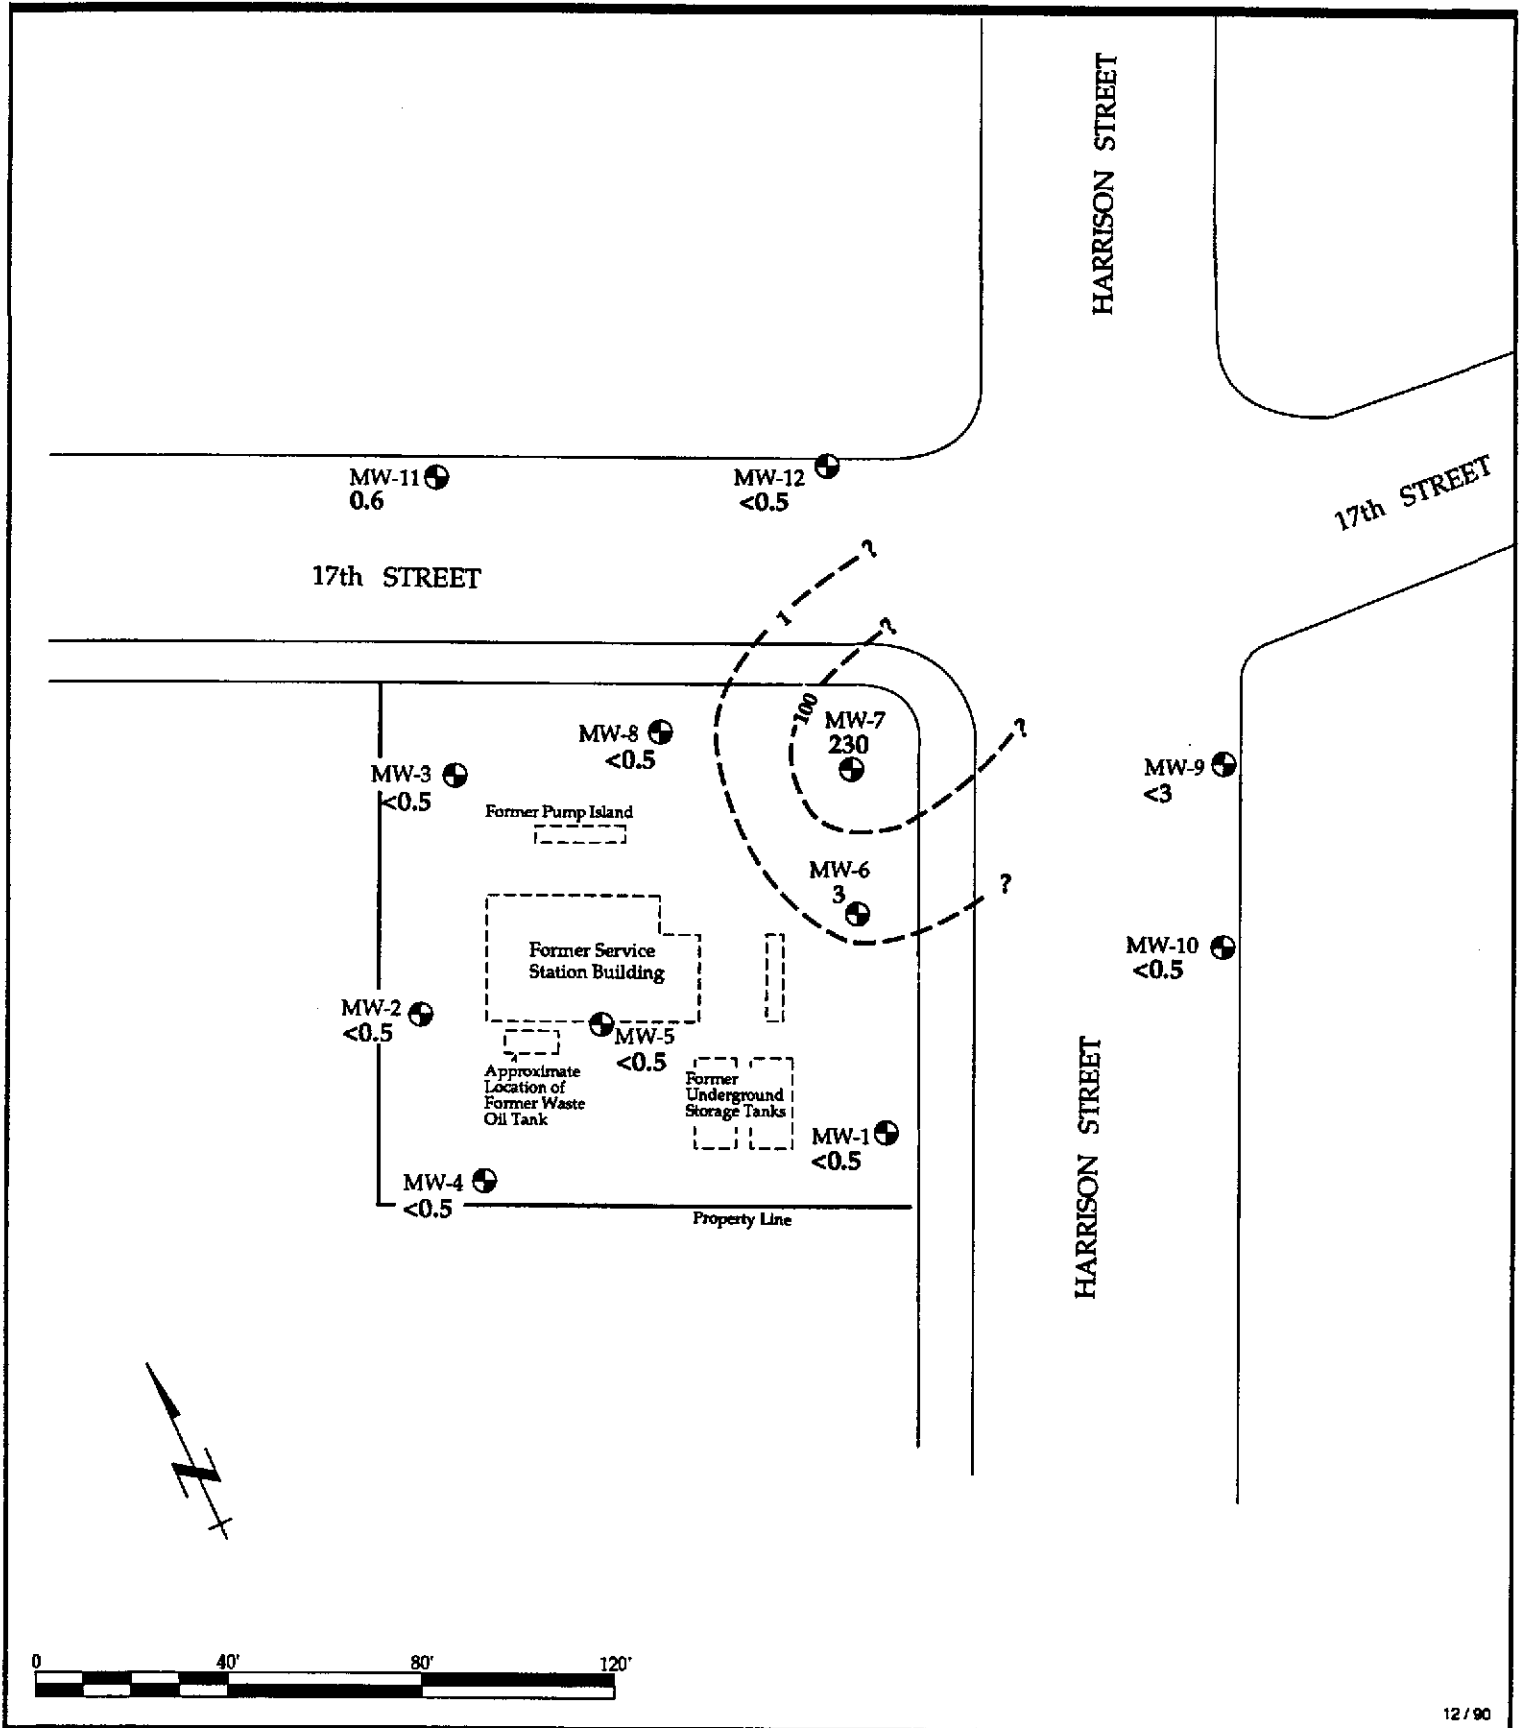 HARRISON STREET
MW-11
0.6
MW-12
<0.5
17th STREET
17th STREET
?
1
?
100
MW-7
230
?
MW-8
<0.5
MW-3
<0.5
MW-9
<3
Former Pump Island
MW-6
3
?
Former Service
Station Building
MW-10
<0.5
MW-2
<0.5
MW-5
<0.5
Approximate
Location of
Former Waste
Oil Tank
Former
Underground
Storage Tanks
MW-1
<0.5
MW-4
<0.5
Property Line
HARRISON STREET
N
0 40' 80' 120'
12 / 90